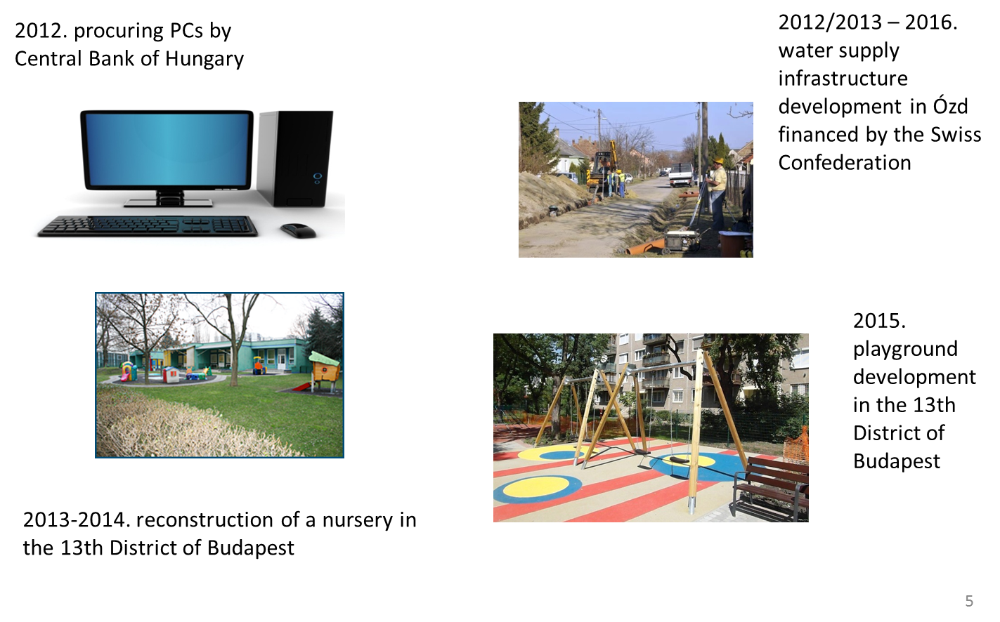 2012. procuring PCs by
Central Bank of Hungary
2012/2013 – 2016.
water supply
infrastructure
development in Ózd
financed by the Swiss
Confederation
2013-2014. reconstruction of a nursery in
the 13th District of Budapest
2015.
playground
development
in the 13th
District of
Budapest
5